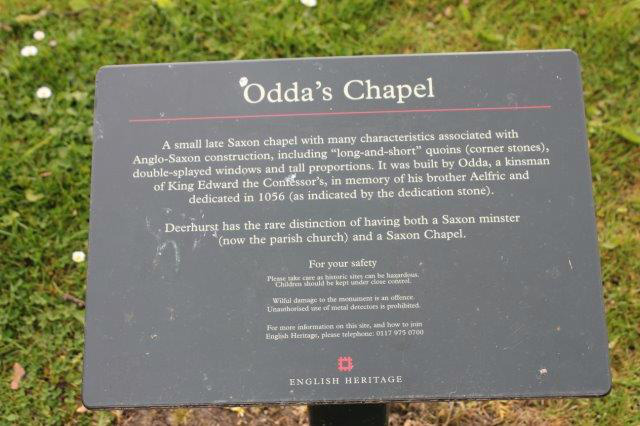 Odda's Chapel
A small late Saxon chapel with many characteristics associated with
Anglo-Saxon construction, including "long-and-short" quoins (corner stones),
double-splayed windows and tall proportions. It was built by Odda, a kinsman
of King Edward the Confessor's, in memory of his brother Aelfric and
dedicated in 1056 (as indicated by the dedication stone).
Deerhurst has the rare distinction of having both a Saxon minster
(now the parish church) and a Saxon Chapel.
For your safety
Please take care as historic sites can be hazardous.
Children should be kept under close control.
Wilful damage to the monument is an offence.
Unauthorised use of metal detectors is prohibited.
For more information on this site, and how to join
English Heritage, please telephone: 0117 975 0700
ENGLISH HERITAGE